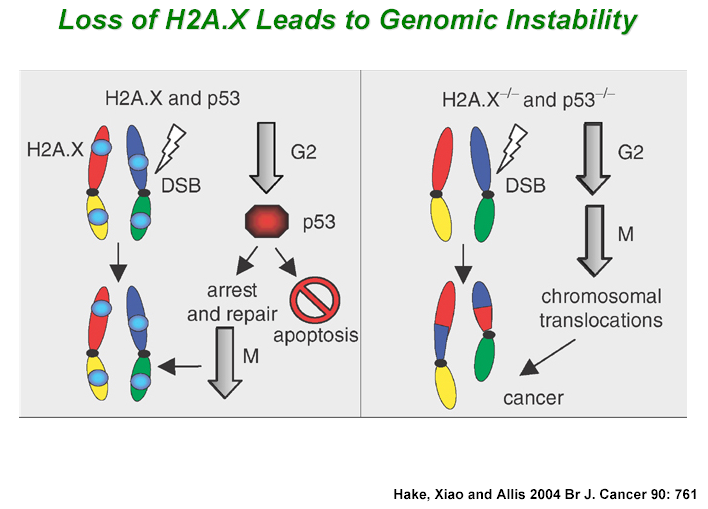 Loss of H2A.X Leads to Genomic Instability
H2A.X and p53
H2A.X
DSB
G2
p53
arrest
and repair
apoptosis
M
H2A.X–/– and p53–/–
DSB
G2
M
chromosomal
translocations
cancer
Hake, Xiao and Allis 2004 Br J. Cancer 90: 761